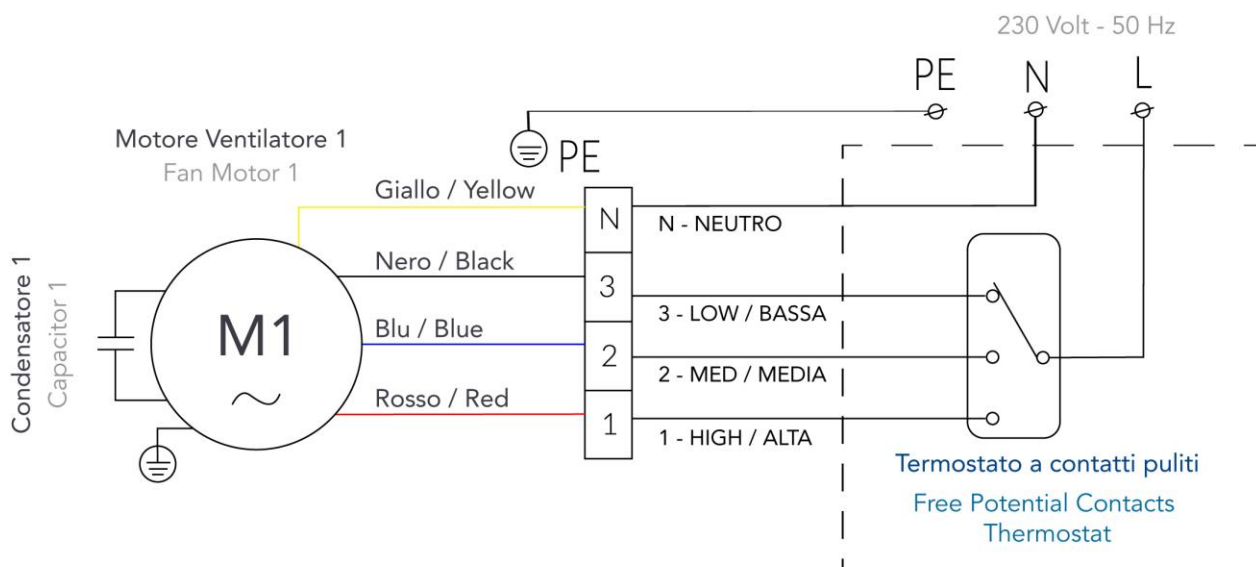 230 Volt - 50 Hz
PE
N
L
PE
Motore Ventilatore 1
Fan Motor 1
Giallo / Yellow
Nero / Black
Blu / Blue
Rosso / Red
Condensatore 1
Capacitor 1
M1
N
3
2
1
N - NEUTRO
3 - LOW / BASSA
2 - MED / MEDIA
1 - HIGH / ALTA
Termostato a contatti puliti
Free Potential Contacts
Thermostat